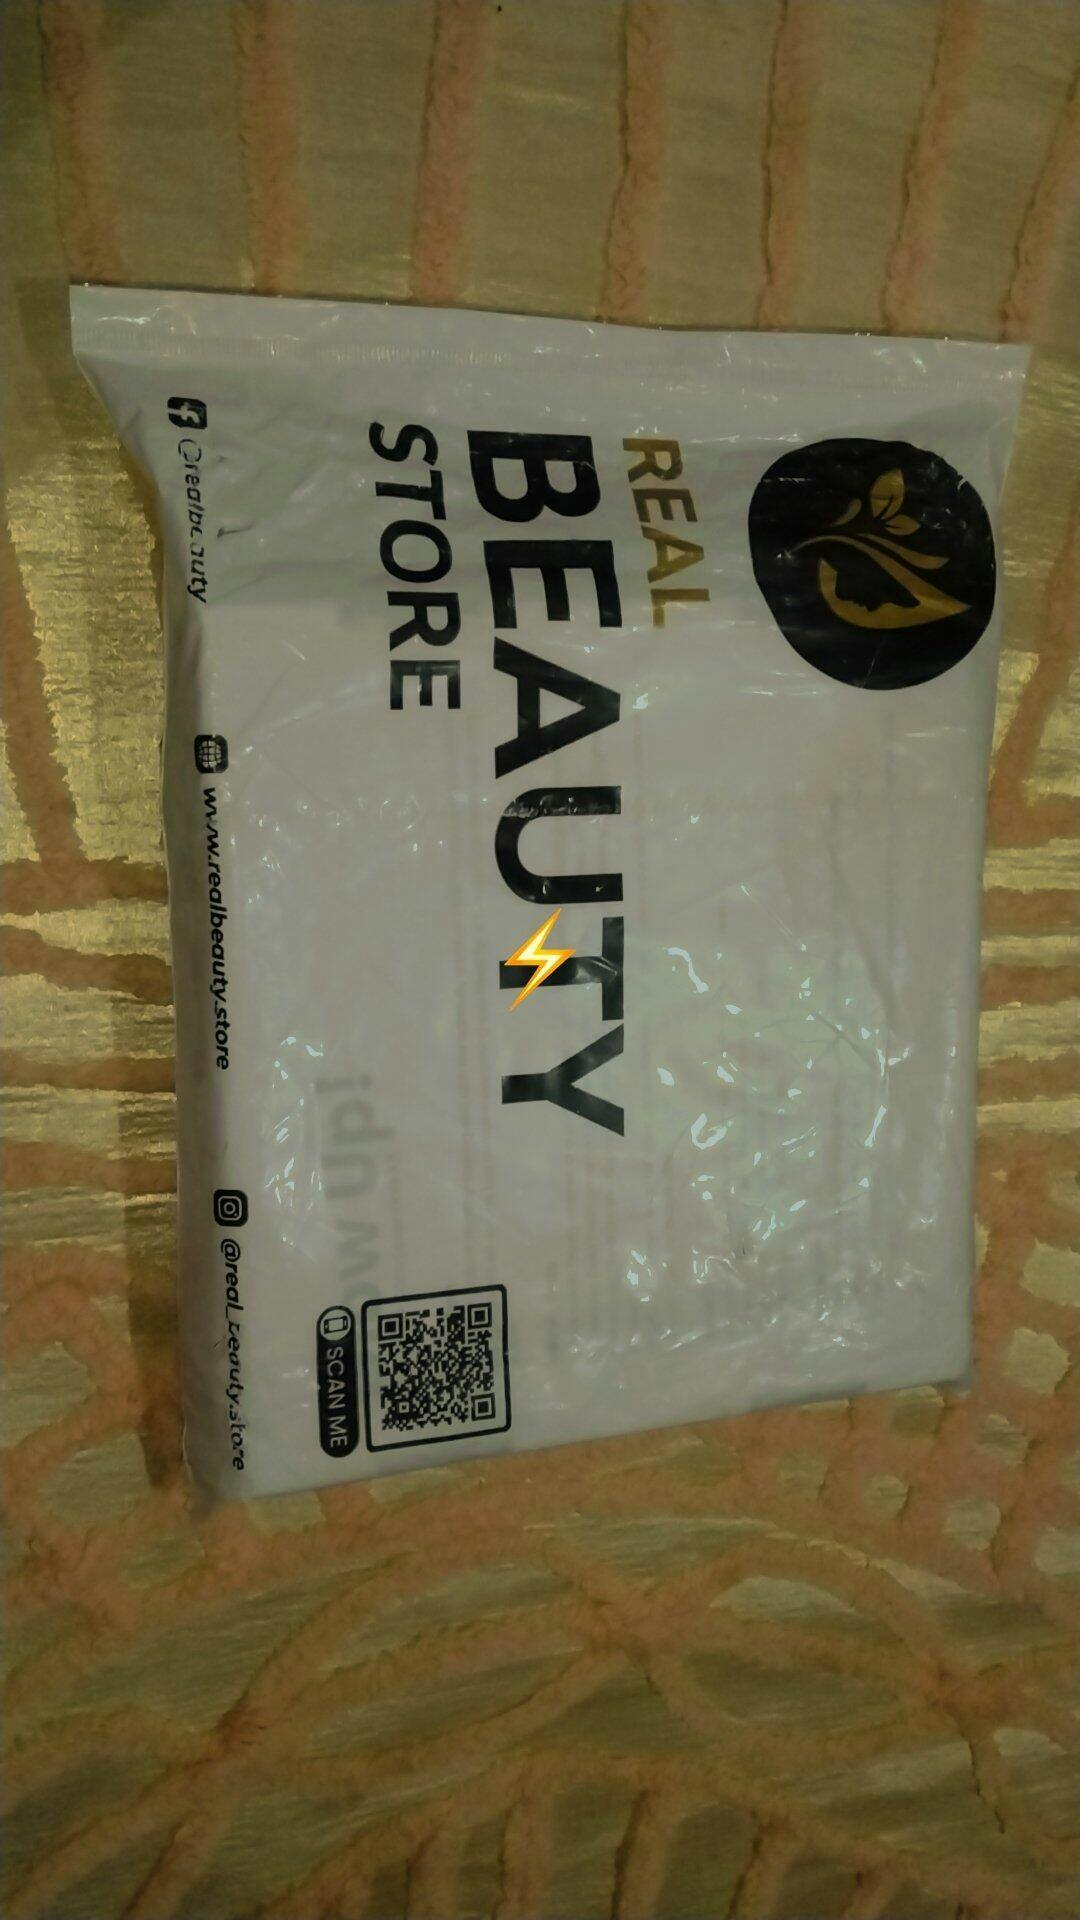 REAL
BEAUTY
STORE
SCAN ME
@realbeauty
www.realbeauty.store
@real_beauty.store